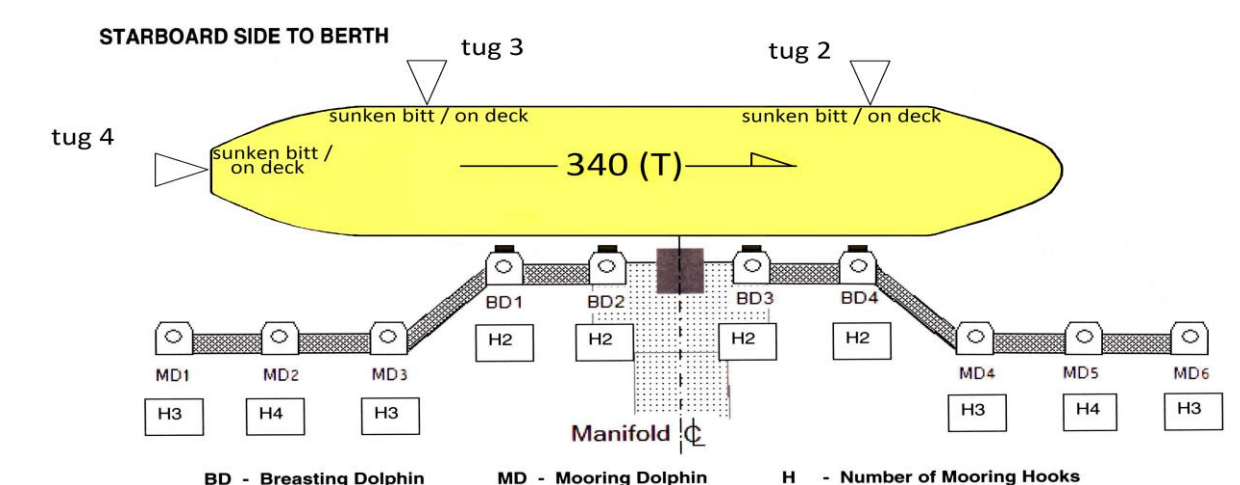 STARBOARD SIDE TO BERTH
tug 3
tug 2
sunken bitt / on deck
sunken bitt / on deck
tug 4
sunken bitt /
on deck
340 (T)
BD1
BD2
BD3
BD4
H2
H2
H2
H2
MD1
MD2
MD3
MD4
MD5
MD6
H3
H4
H3
H3
H4
H3
Manifold ℄
BD - Breasting Dolphin MD - Mooring Dolphin H - Number of Mooring Hooks